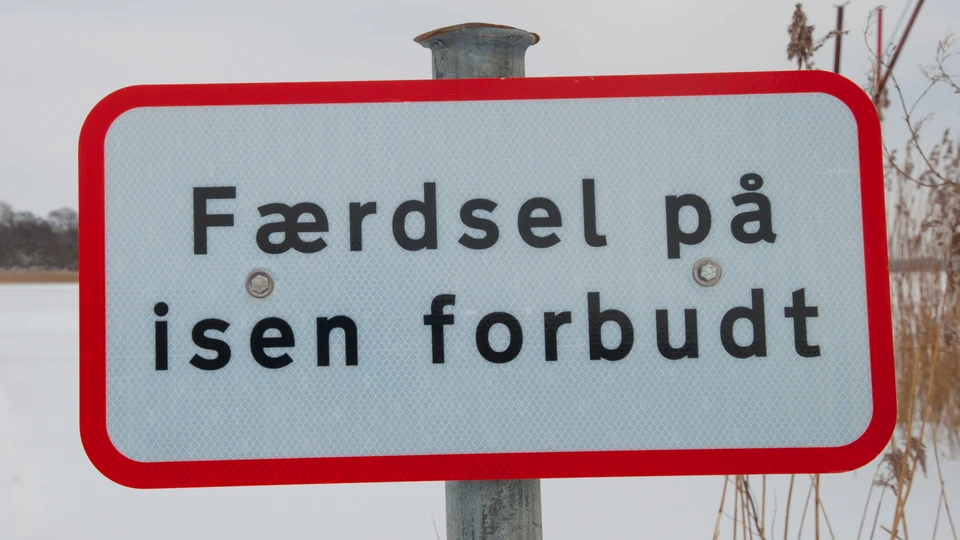 Færdsel på
isen forbudt